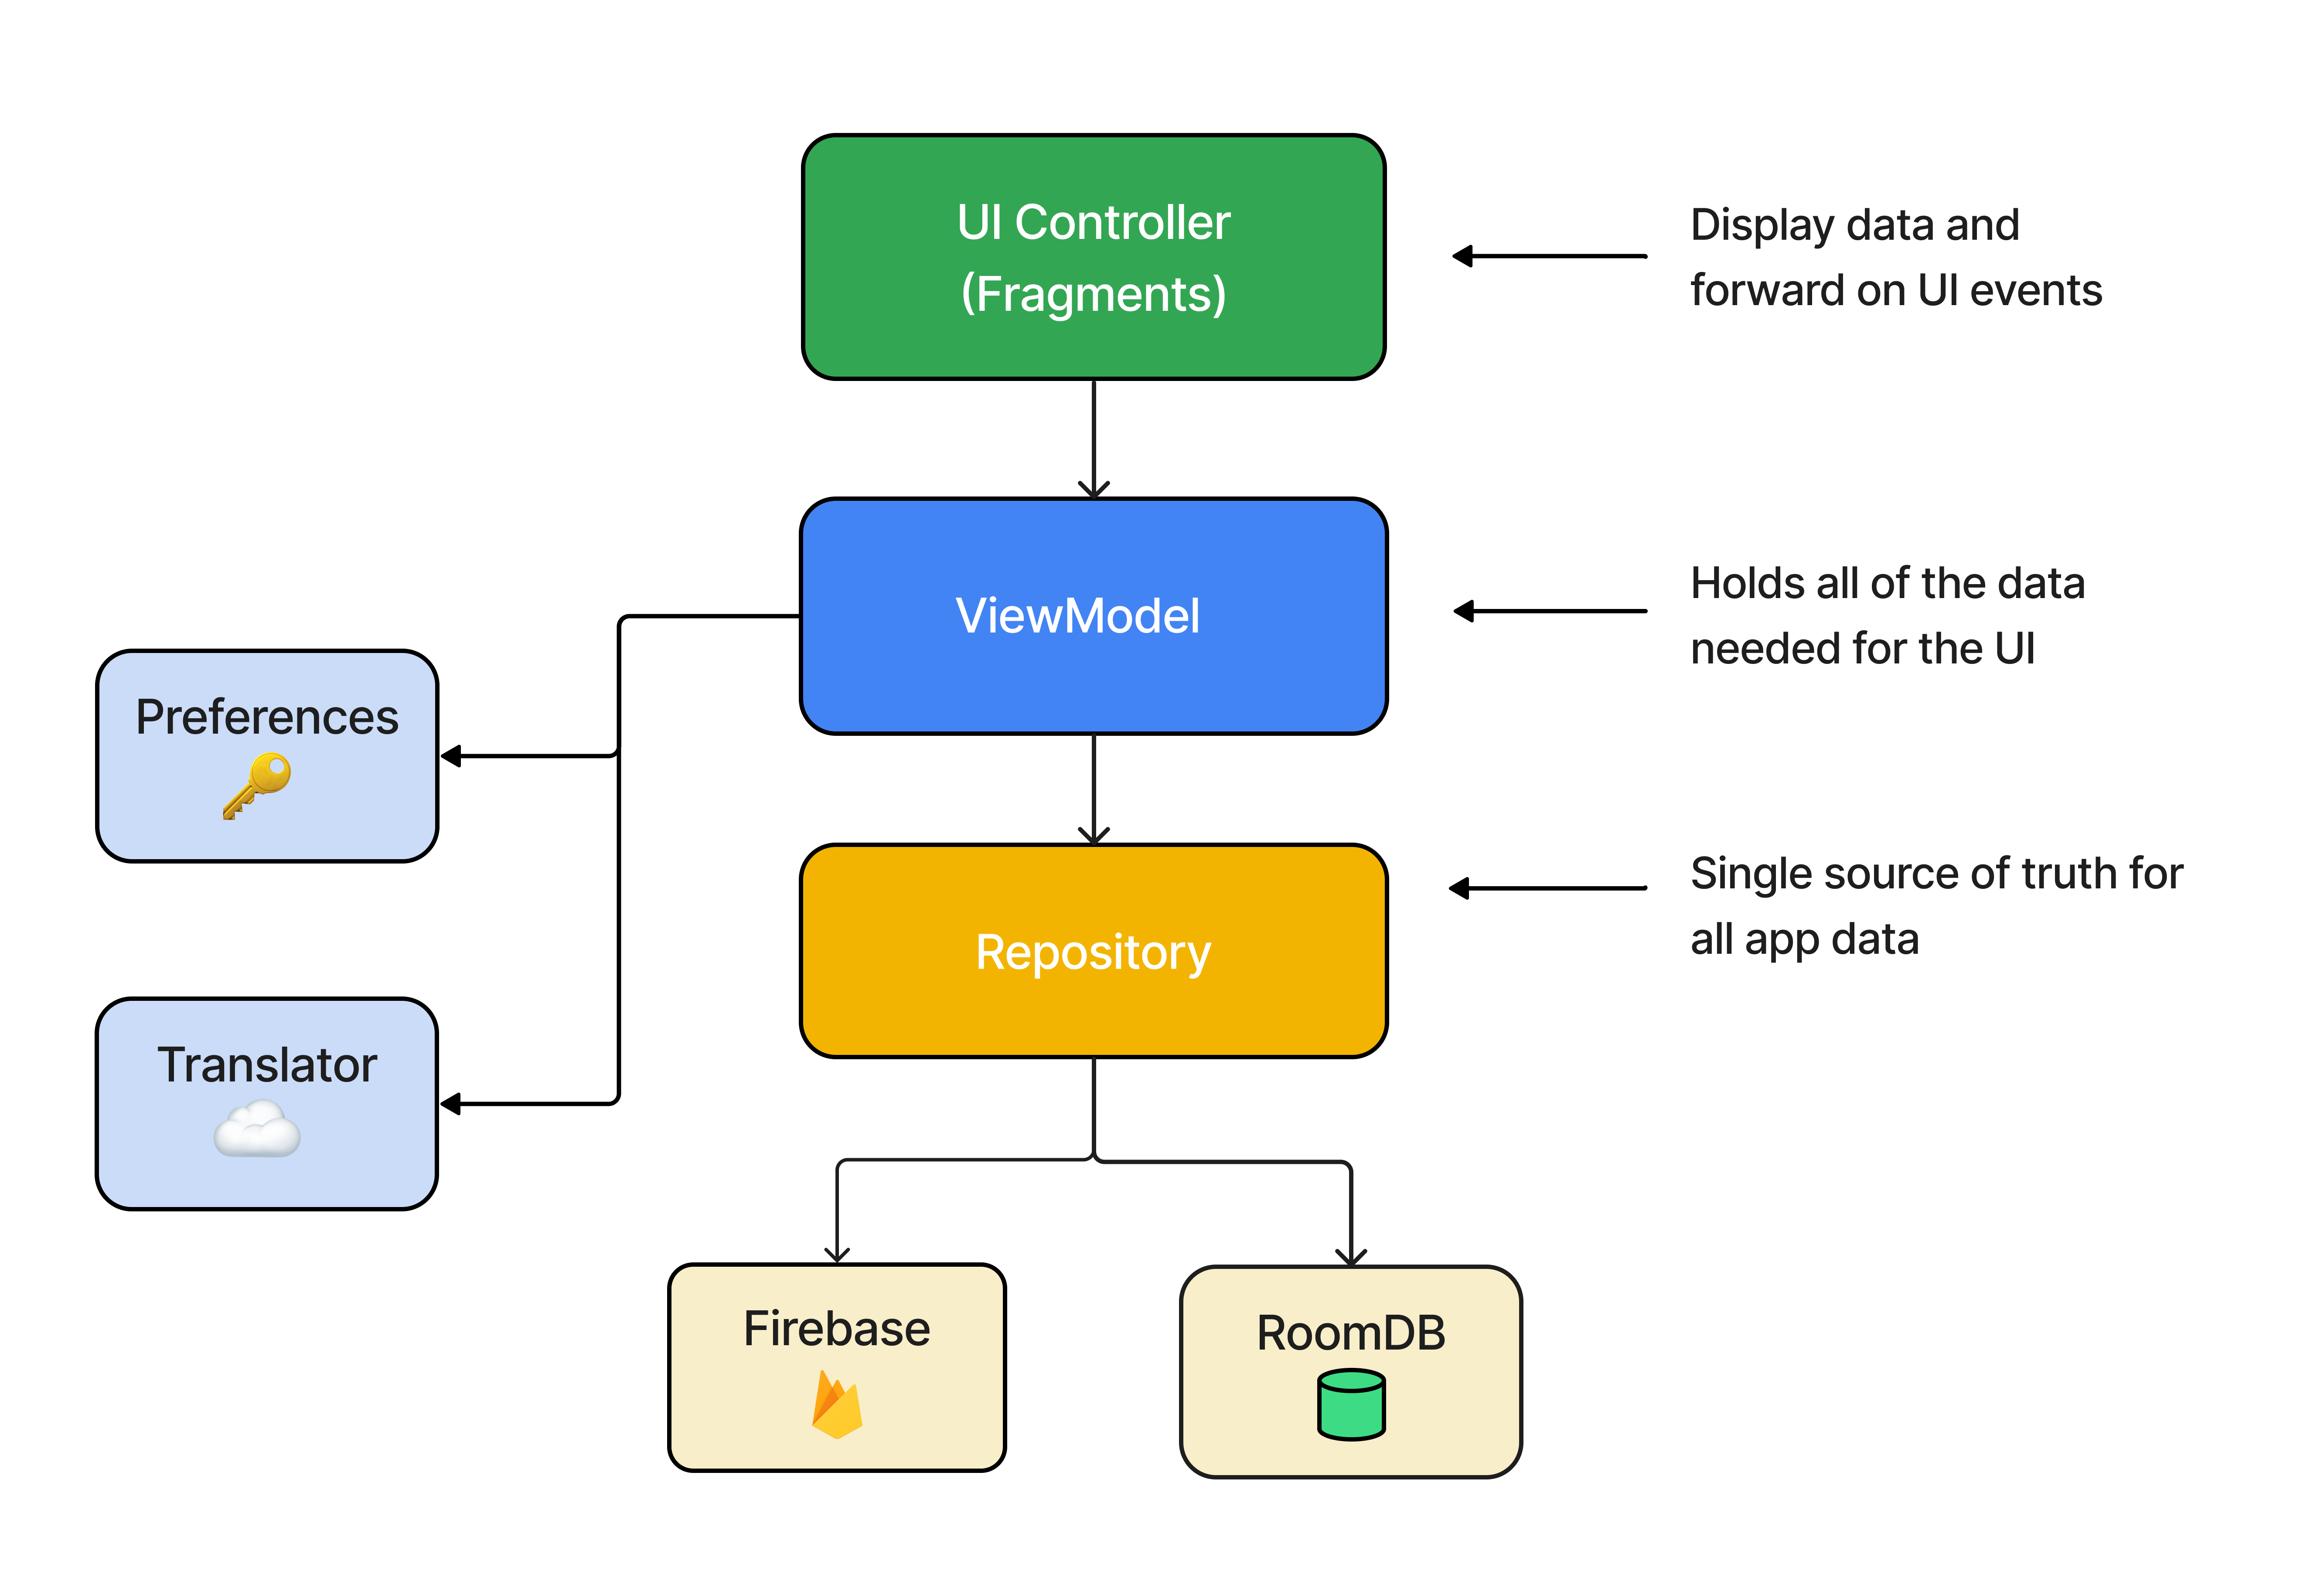 UI Controller
(Fragments)
Display data and
forward on UI events
ViewModel
Holds all of the data
needed for the UI
Preferences
Repository
Single source of truth for
all app data
Translator
Firebase
RoomDB